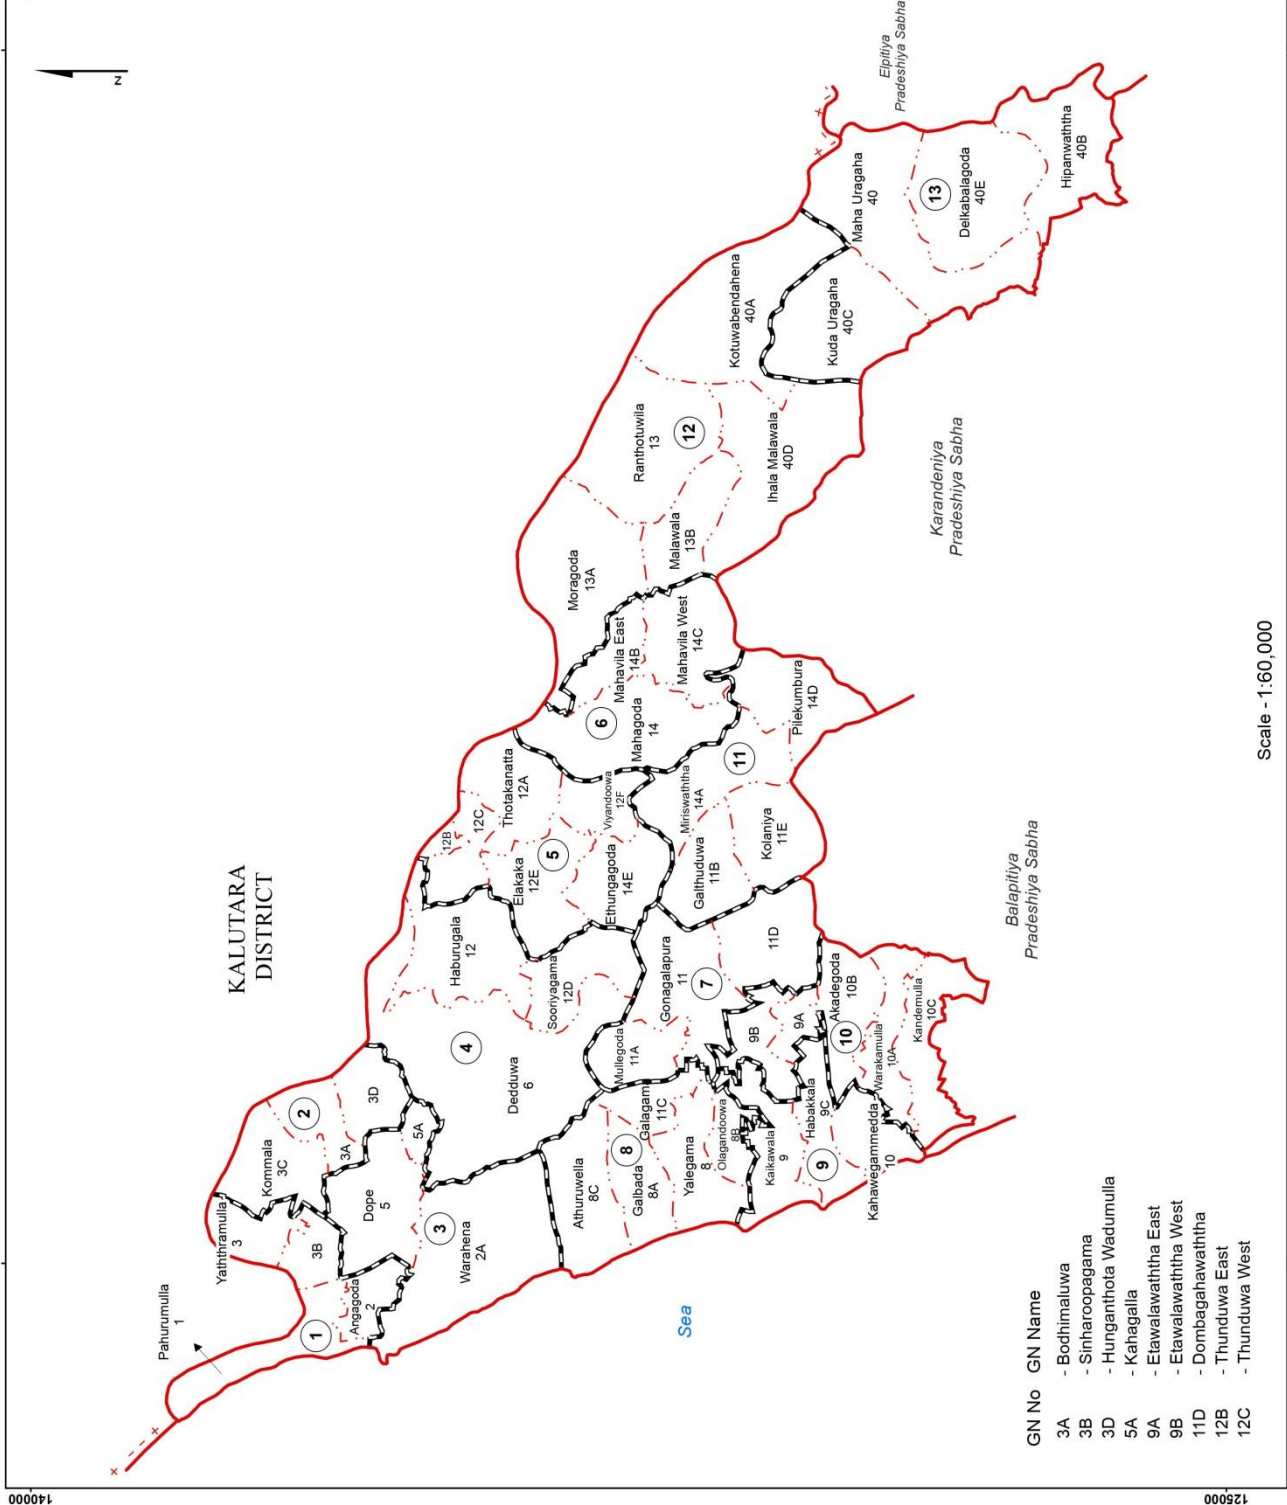 140000
125000
N
KALUTARA
DISTRICT
Elpitiya
Pradeshiya Sabha
Karandeniya
Pradeshiya Sabha
Balapitiya
Pradeshiya Sabha
Sea
Scale - 1:60,000
Pahurumulla
1
Yaththramulla
3
Kommala
3C
3B
3A
3D
Angagoda
2
Dope
5
5A
Warahena
2A
Dedduwa
6
Haburugala
12
Sooriyagama
12D
12B
12C
Thotakanatta
12A
Elakaka
12E
Viyandoowa
12F
Ethungagoda
14E
Mahagoda
14
Mahavila East
14B
Mahavila West
14C
Moragoda
13A
Malawala
13B
Ranthotuwila
13
Ihala Malawala
40D
Kotuwabendahena
40A
Kuda Uragaha
40C
Maha Uragaha
40
Delkabalagoda
40E
Hipanwaththa
40B
Pilekumbura
14D
Miriswaththa
14A
Galthuduwa
11B
Kolaniya
11E
Gonagalapura
11
11D
Mullegoda
11A
Galagama
11C
Athuruwella
8C
Galbada
8A
Yalegama
8
Olagandoowa
8B
Kaikawala
9
9B
9A
Habakkala
9C
Kahawegammedda
10
Akadegoda
10B
Warakamulla
10A
Kandemulla
10C
1
2
3
4
5
6
7
8
9
10
11
12
13
GN No GN Name
3A - Bodhimaluwa
3B - Sinharoopagama
3D - Hunganthota Wadumulla
5A - Kahagalla
9A - Etawalawaththa East
9B - Etawalawaththa West
11D - Dombagahawaththa
12B - Thunduwa East
12C - Thunduwa West